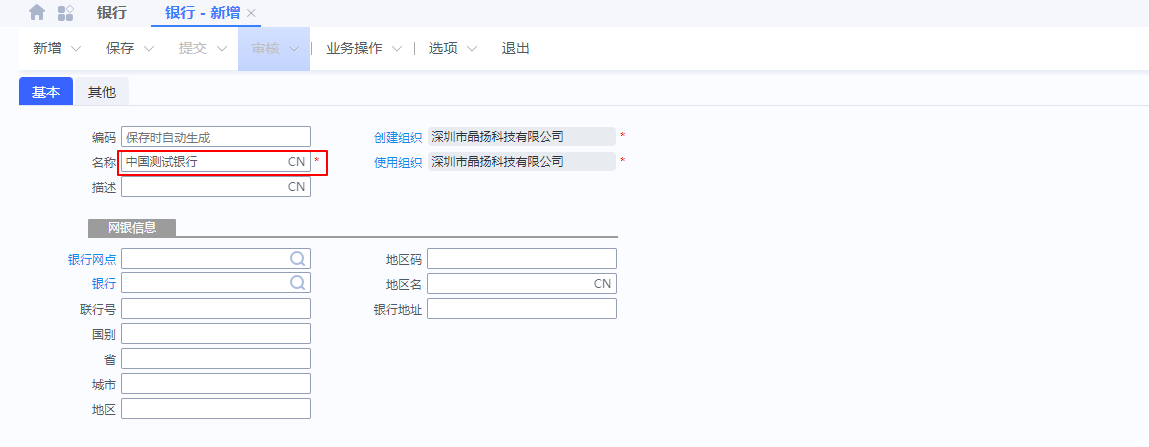 银行 银行 - 新增
新增 保存 提交 审核 业务操作 选项 退出
基本 其他
编码 保存时自动生成 创建组织 深圳市晶扬科技有限公司 *
名称 中国测试银行 CN * 使用组织 深圳市晶扬科技有限公司 *
描述 CN
网银信息
银行网点 地区码
银行 地区名 CN
联行号 银行地址
国别
省
城市
地区